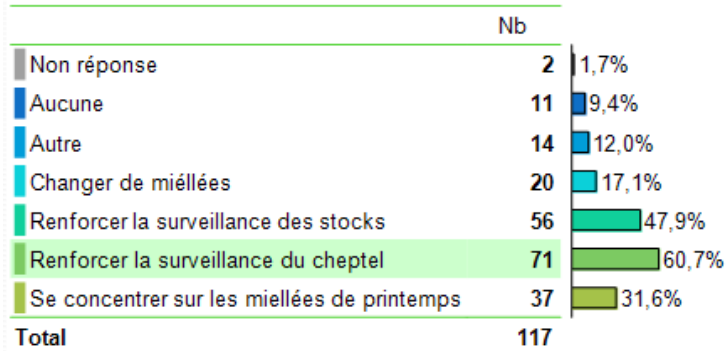 Nb
Non réponse 2 1,7%
Aucune 11 9,4%
Autre 14 12,0%
Changer de miéllées 20 17,1%
Renforcer la surveillance des stocks 56 47,9%
Renforcer la surveillance du cheptel 71 60,7%
Se concentrer sur les miellées de printemps 37 31,6%
Total 117